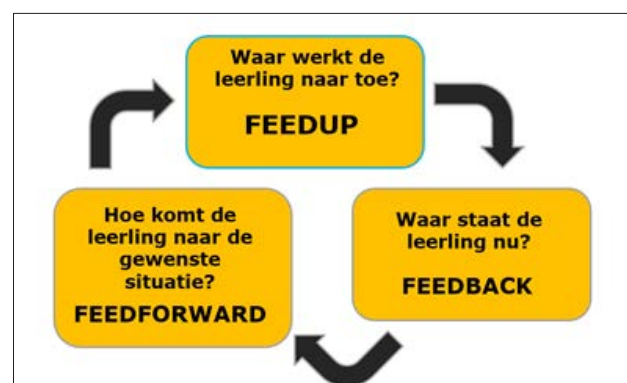 Waar werkt de
leerling naar toe?
FEEDUP
Waar staat de
leerling nu?
FEEDBACK
Hoe komt de
leerling naar de
gewenste
situatie?
FEEDFORWARD